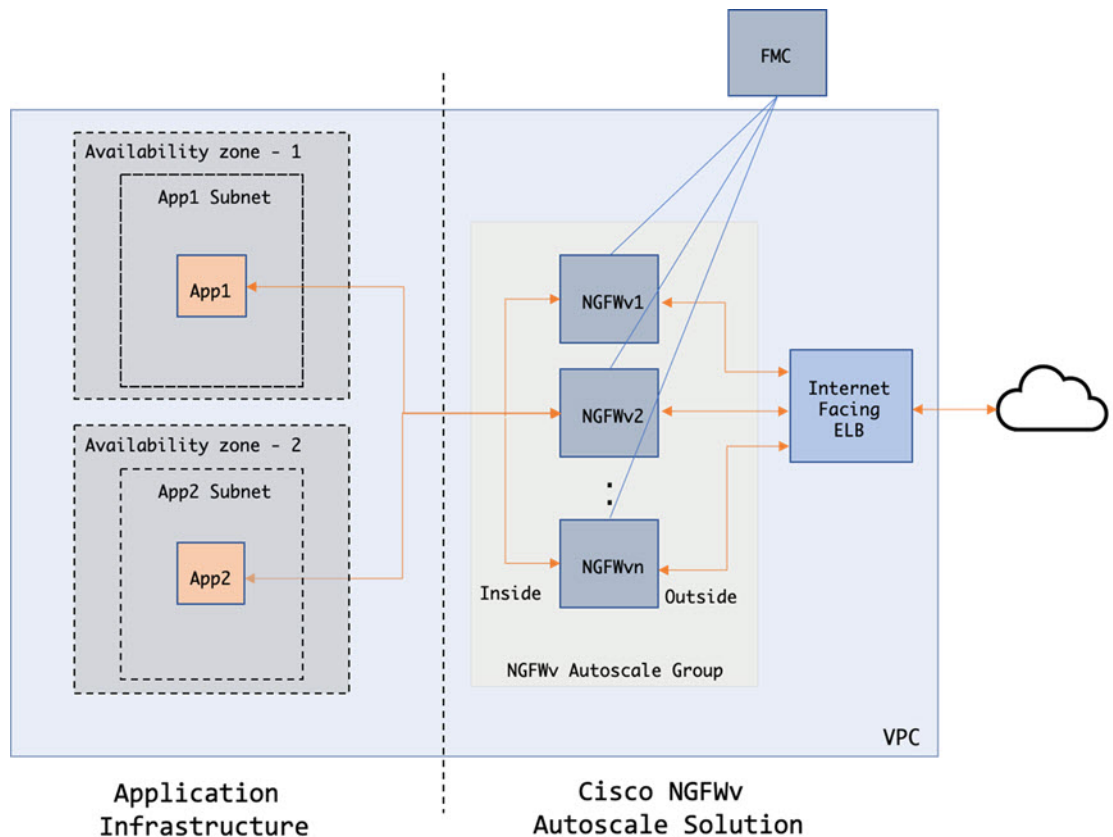 FMC
Availability zone - 1
App1 Subnet
App1
Availability zone - 2
App2 Subnet
App2
NGFWv1
NGFWv2
:
NGFWvn
Inside
Outside
NGFWv Autoscale Group
Internet
Facing
ELB
VPC
Application
Infrastructure
Cisco NGFWv
Autoscale Solution